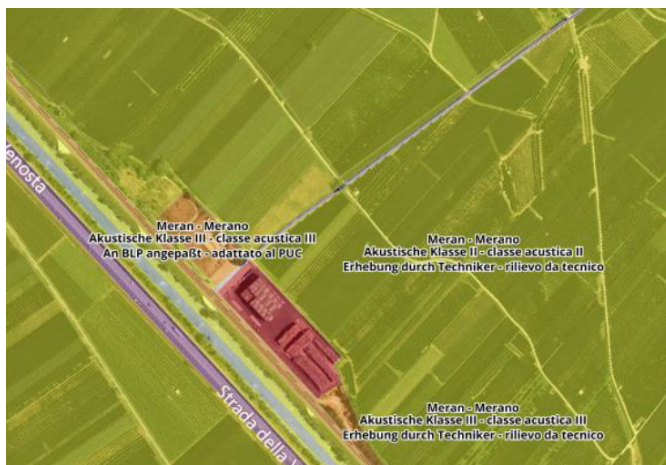 Venosta
Meran - Merano
Akustische Klasse III - classe acustica III
An BLP angepaßt - adattato al PUC
Meran - Merano
Akustische Klasse II - classe acustica II
Erhebung durch Techniker - rilievo da tecnico
Strada della V
Meran - Merano
Akustische Klasse III - classe acustica III
Erhebung durch Techniker - rilievo da tecnico